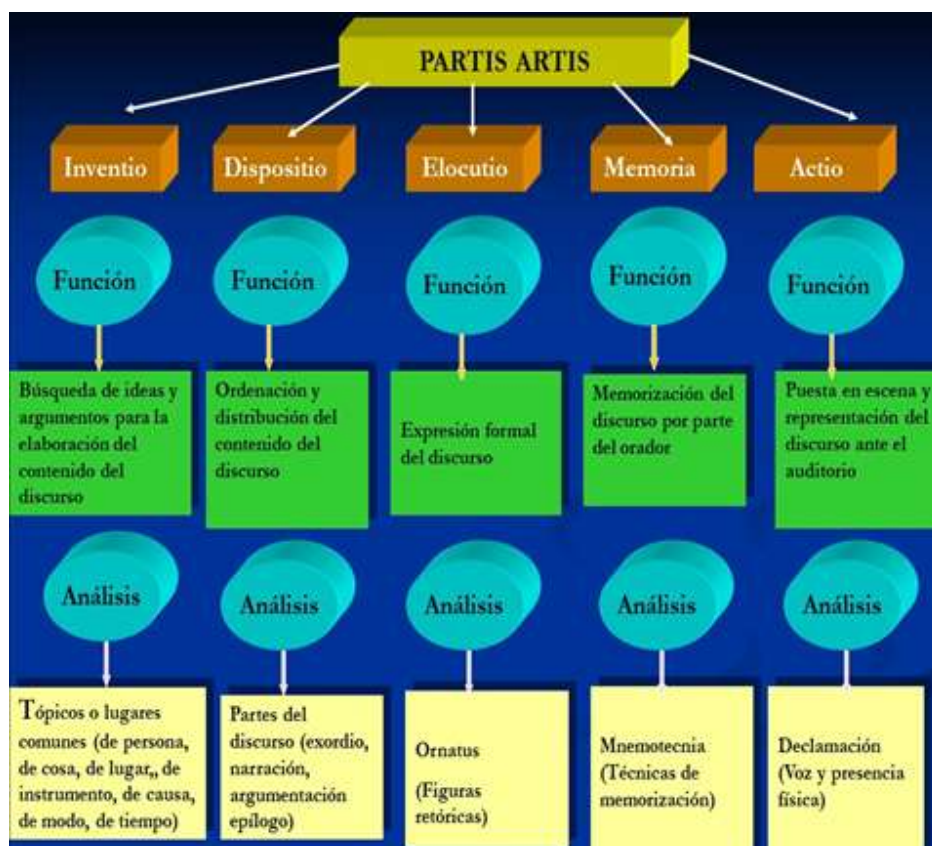 PARTIS ARTIS
Inventio
Dispositio
Elocutio
Memoria
Actio
Función
Función
Función
Función
Función
Búsqueda de ideas y
argumentos para la
elaboración del
contenido del
discurso
Ordenación y
distribución del
contenido del
discurso
Expresión formal
del discurso
Memorización del
discurso por parte
del orador
Puesta en escena y
representación del
discurso ante el
auditorio
Análisis
Análisis
Análisis
Análisis
Análisis
Tópicos o lugares
comunes (de persona,
de cosa, de lugar,, de
instrumento, de causa,
de modo, de tiempo)
Partes del
discurso (exordio,
narración,
argumentación
epílogo)
Ornatus
(Figuras
retóricas)
Mnemotecnia
(Técnicas de
memorización)
Declamación
(Voz y presencia
física)